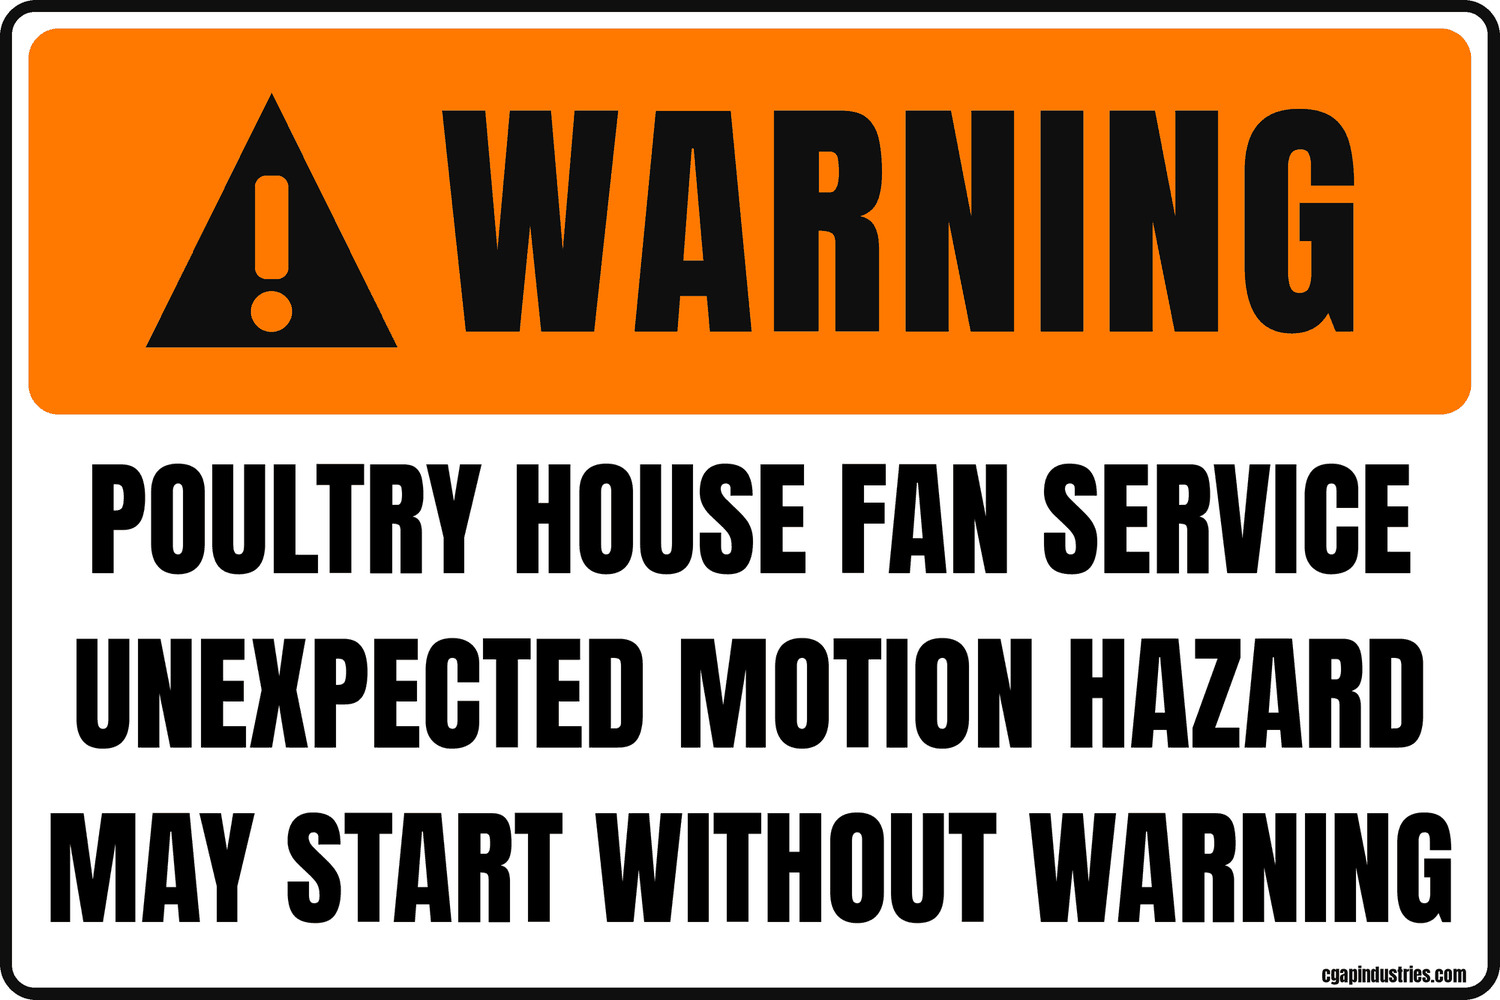 WARNING
POULTRY HOUSE FAN SERVICE
UNEXPECTED MOTION HAZARD
MAY START WITHOUT WARNING
cgapindustries.com